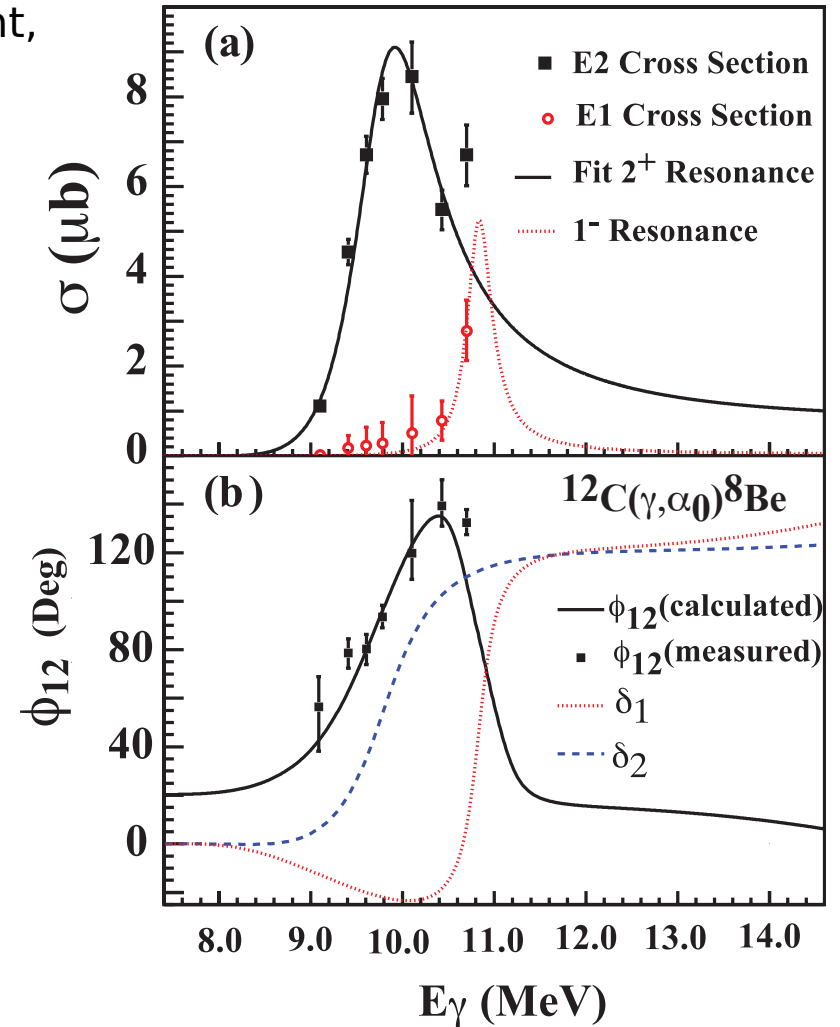 nt,
(a)
E2 Cross Section
E1 Cross Section
Fit 2⁺ Resonance
1⁻ Resonance
σ (μb)
8
6
4
2
0
(b)
¹²C(γ,α₀)⁸Be
ϕ₁₂ (Deg)
120
80
40
0
ϕ₁₂(calculated)
ϕ₁₂(measured)
δ₁
δ₂
8.0 9.0 10.0 11.0 12.0 13.0 14.0
Eγ (MeV)